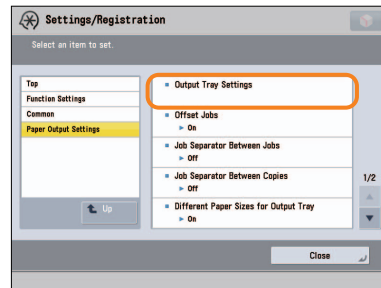 Settings/Registration
Select an item to set.
Top
Function Settings
Common
Paper Output Settings
Up
Output Tray Settings
Offset Jobs
► On
Job Separator Between Jobs
► Off
Job Separator Between Copies
► Off
Different Paper Sizes for Output Tray
► On
1/2
Close